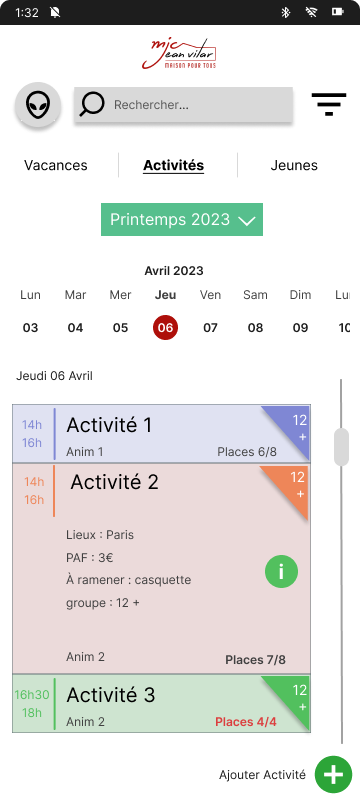 1:32
mjc
jean vilar
MAISON POUR TOUS
Rechercher...
Vacances
Activités
Jeunes
Printemps 2023
Avril 2023
Lun Mar Mer Jeu Ven Sam Dim Lu
03 04 05 06 07 08 09 10
Jeudi 06 Avril
14h
16h
Activité 1
Anim 1
Places 6/8
12
+
14h
16h
Activité 2
12
+
Lieux : Paris
PAF : 3€
À ramener : casquette
groupe : 12 +
i
Anim 2
Places 7/8
16h30
18h
Activité 3
Anim 2
Places 4/4
12
+
Ajouter Activité